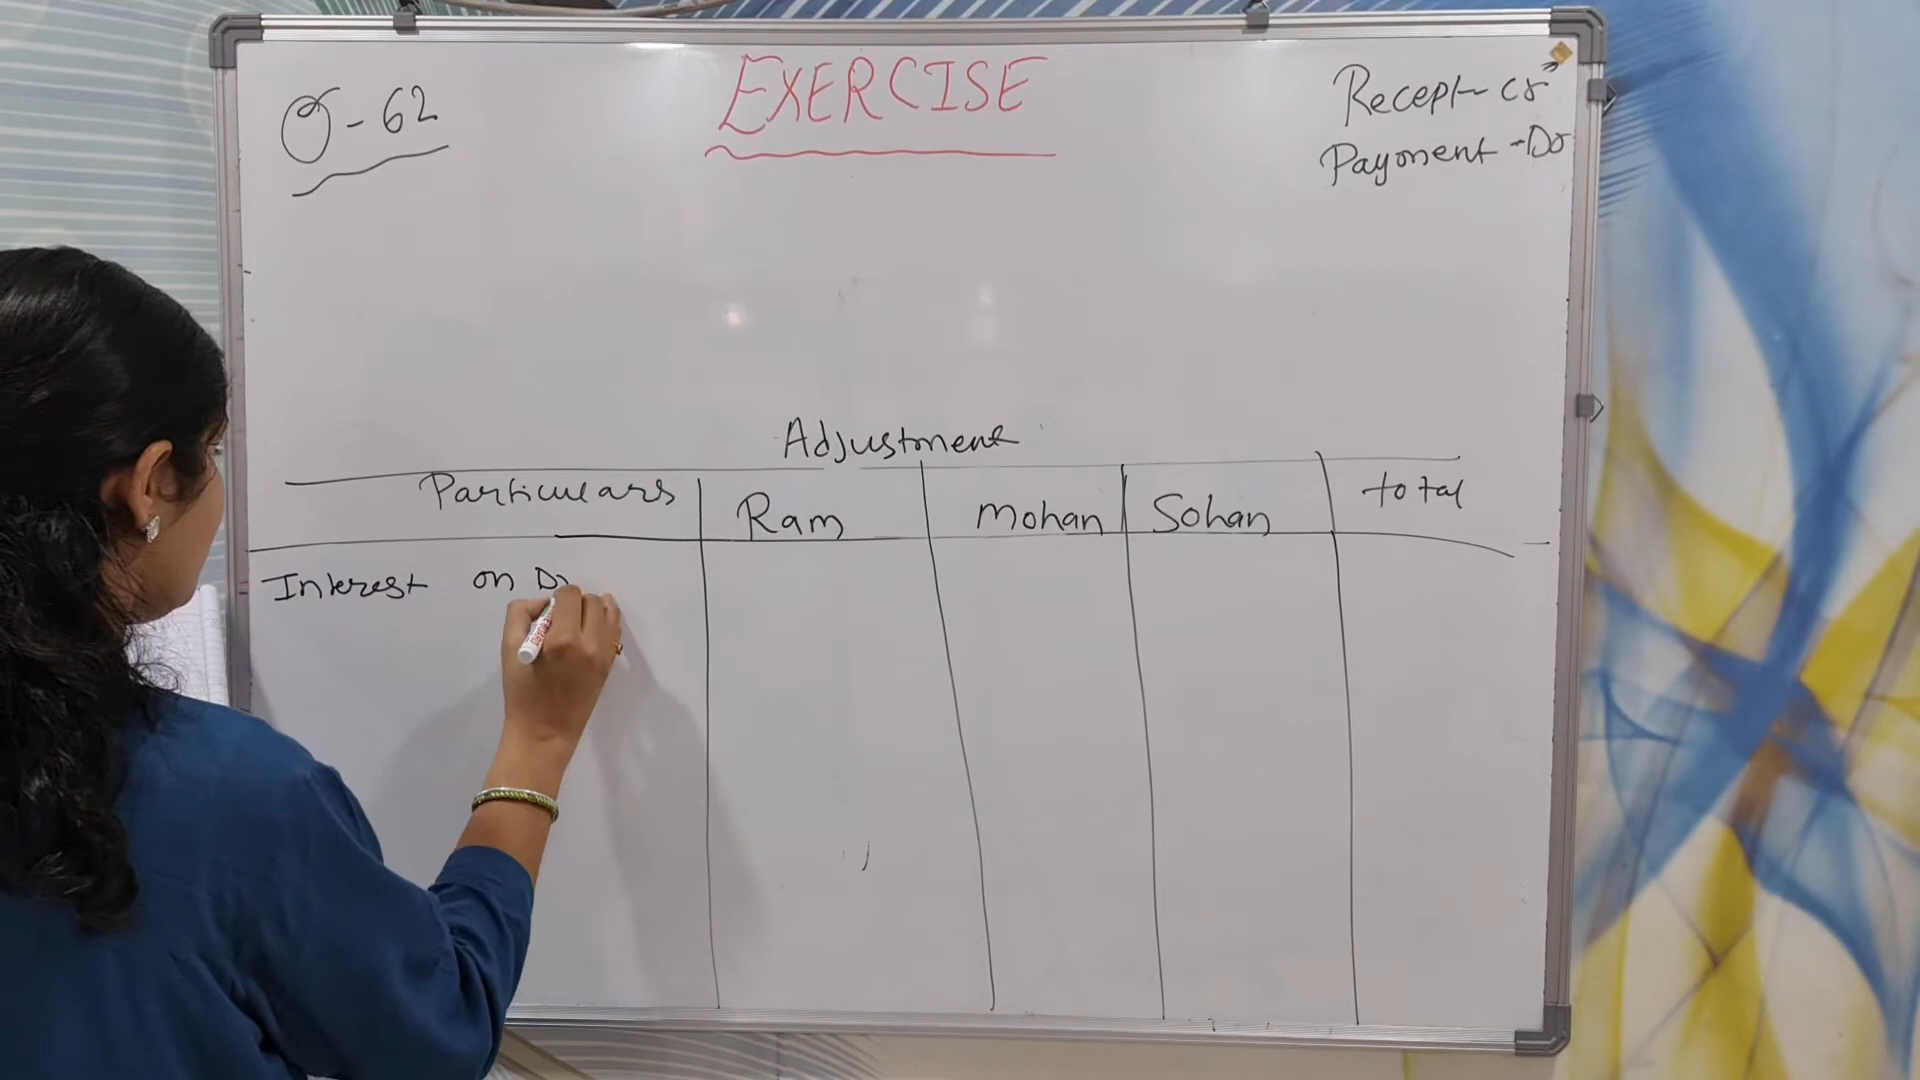 Q-62
EXERCISE
Recept- Cr
Payment - Dr
Adjustment
Particulars Ram Mohan Sohan total
Interest on